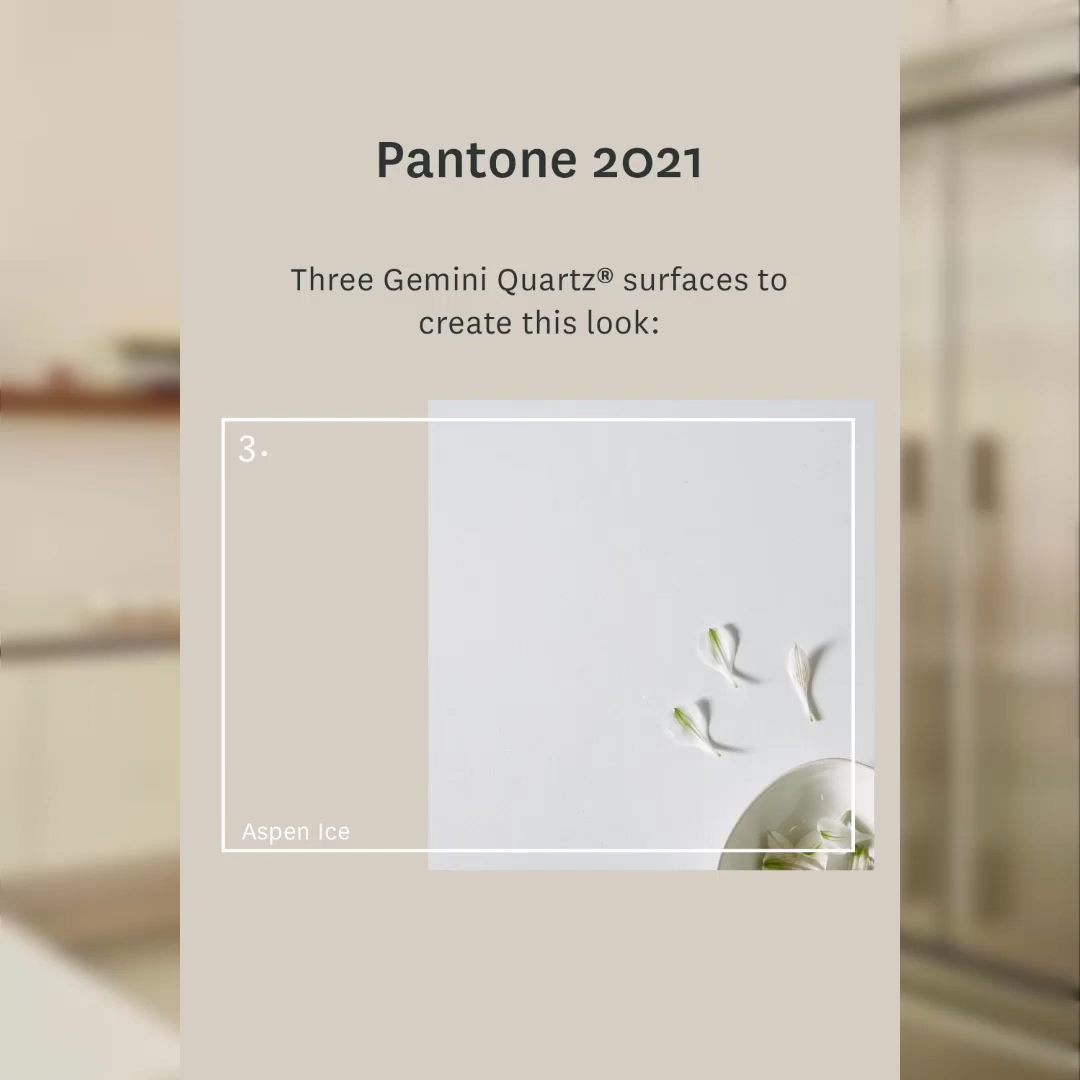 Pantone 2021
Three Gemini Quartz® surfaces to
create this look:
3.
Aspen Ice